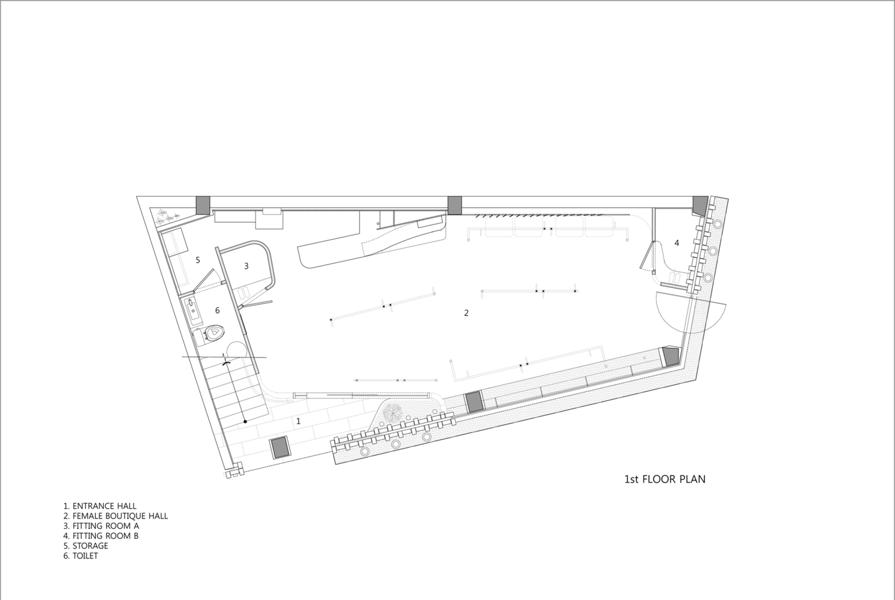 5
3
4
6
2
1
1st FLOOR PLAN
1. ENTRANCE HALL
2. FEMALE BOUTIQUE HALL
3. FITTING ROOM A
4. FITTING ROOM B
5. STORAGE
6. TOILET